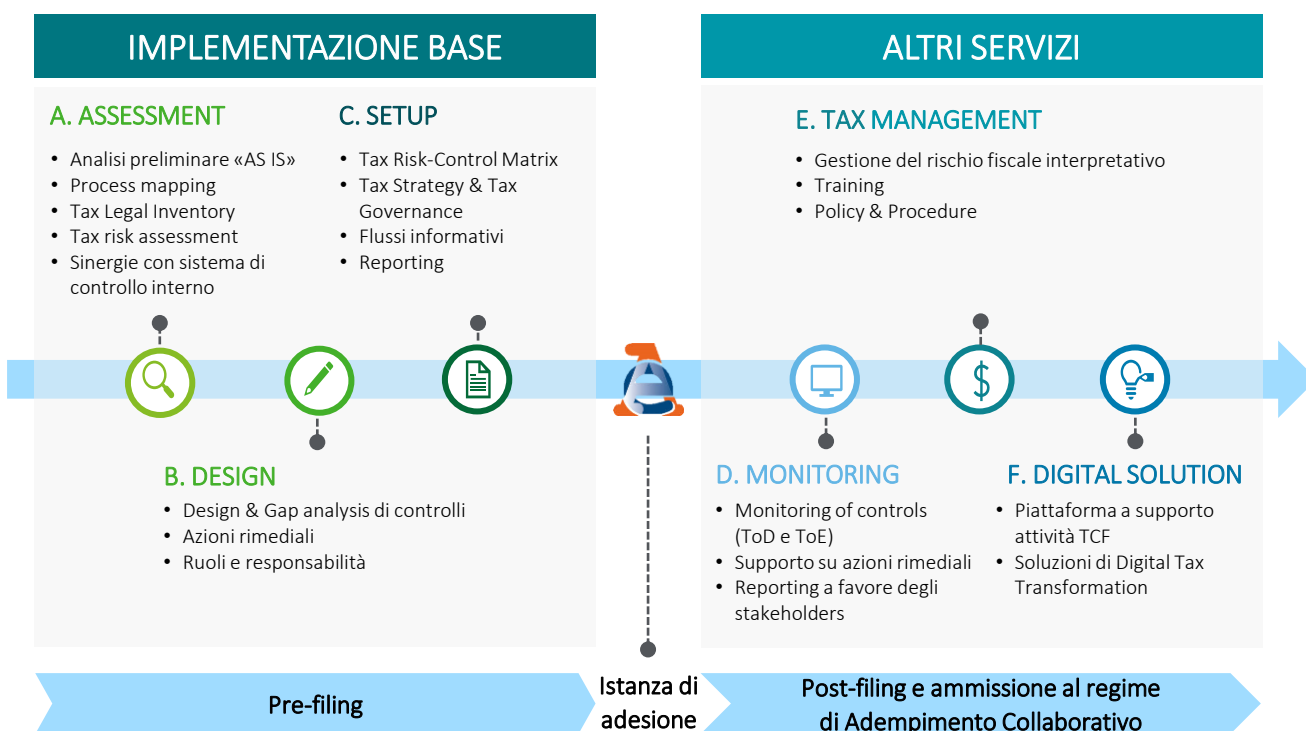 IMPLEMENTAZIONE BASE
A. ASSESSMENT
• Analisi preliminare «AS IS»
• Process mapping
• Tax Legal Inventory
• Tax risk assessment
• Sinergie con sistema di
controllo interno
C. SETUP
• Tax Risk-Control Matrix
• Tax Strategy & Tax
Governance
• Flussi informativi
• Reporting
B. DESIGN
• Design & Gap analysis di controlli
• Azioni rimediali
• Ruoli e responsabilità
ALTRI SERVIZI
E. TAX MANAGEMENT
• Gestione del rischio fiscale interpretativo
• Training
• Policy & Procedure
$
D. MONITORING
• Monitoring of controls
(ToD e ToE)
• Supporto su azioni rimediali
• Reporting a favore degli
stakeholders
F. DIGITAL SOLUTION
• Piattaforma a supporto
attività TCF
• Soluzioni di Digital Tax
Transformation
Pre-filing
Istanza di
adesione
Post-filing e ammissione al regime
di Adempimento Collaborativo